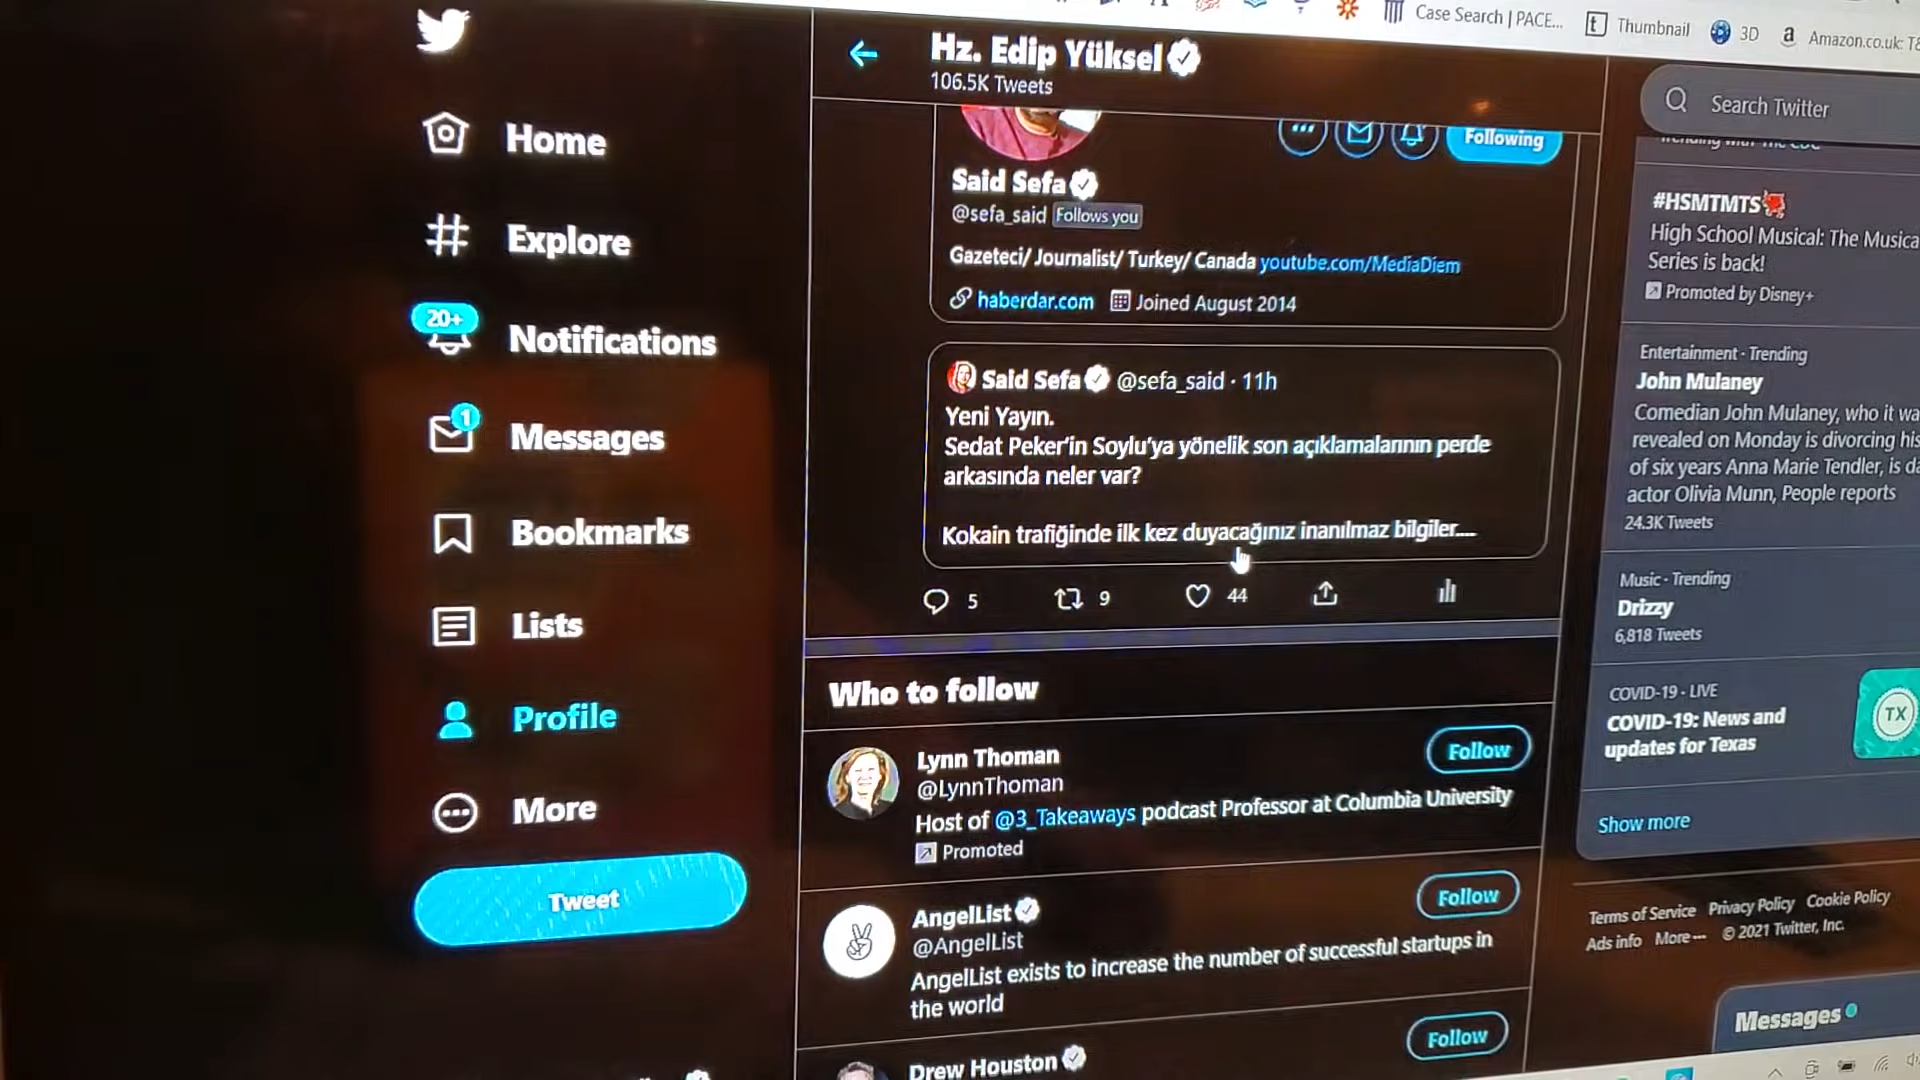 Case Search | PACE...
Thumbnail
3D
Amazon.co.uk:
Home
Explore
20+
Notifications
1
Messages
Bookmarks
Lists
Profile
More
Tweet
Hz. Edip Yüksel
106.5K Tweets
Following
Said Sefa
@sefa_said Follows you
Gazeteci/ Journalist/ Turkey/ Canada youtube.com/MediaDiem
haberdar.com Joined August 2014
Said Sefa @sefa_said · 11h
Yeni Yayın.
Sedat Peker'in Soylu'ya yönelik son açıklamalarının perde
arkasında neler var?
Kokain trafiğinde ilk kez duyacağınız inanılmaz bilgiler....
5 9 44
Who to follow
Lynn Thoman
@LynnThoman
Follow
Host of @3_Takeaways podcast Professor at Columbia University
Promoted
AngelList
@AngelList
Follow
AngelList exists to increase the number of successful startups in
the world
Drew Houston
Follow
Search Twitter
#HSMTMTS
High School Musical: The Musica
Series is back!
Promoted by Disney+
Entertainment · Trending
John Mulaney
Comedian John Mulaney, who it wa
revealed on Monday is divorcing his
of six years Anna Marie Tendler, is da
actor Olivia Munn, People reports
24.3K Tweets
Music · Trending
Drizzy
6,818 Tweets
COVID-19 · LIVE
COVID-19: News and
updates for Texas
TX
Show more
Terms of Service Privacy Policy Cookie Policy
Ads info More... © 2021 Twitter, Inc.
Messages